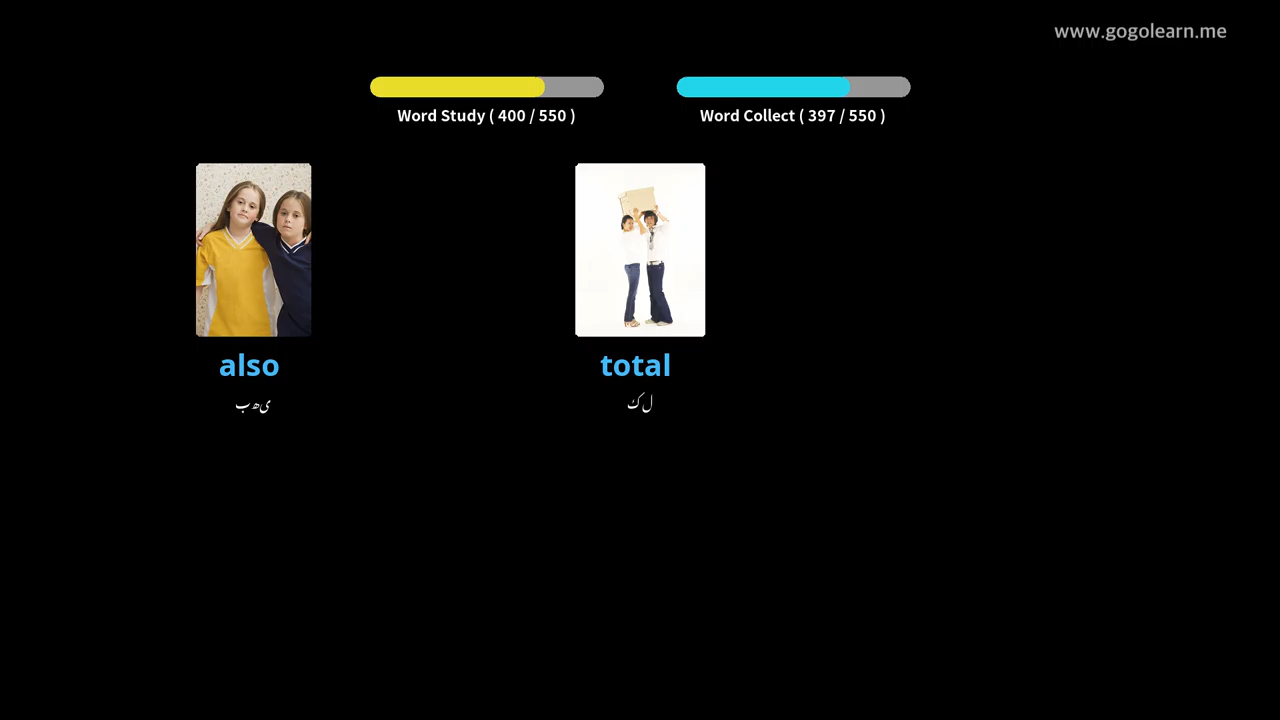 www.gogolearn.me
Word Study ( 400 / 550 )
Word Collect ( 397 / 550 )
also
total
بھی
کل